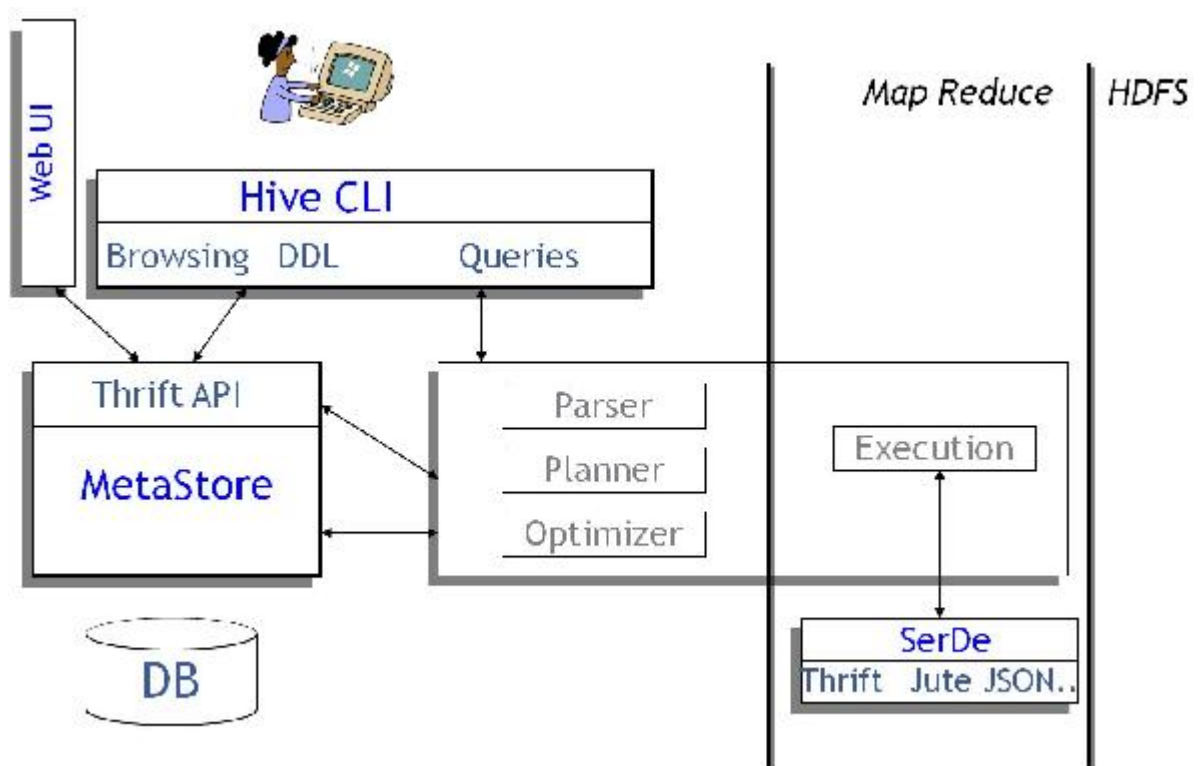 Web UI
Map Reduce
HDFS
Hive CLI
Browsing DDL Queries
Thrift API
MetaStore
Parser
Planner
Optimizer
Execution
DB
SerDe
Thrift Jute JSON..